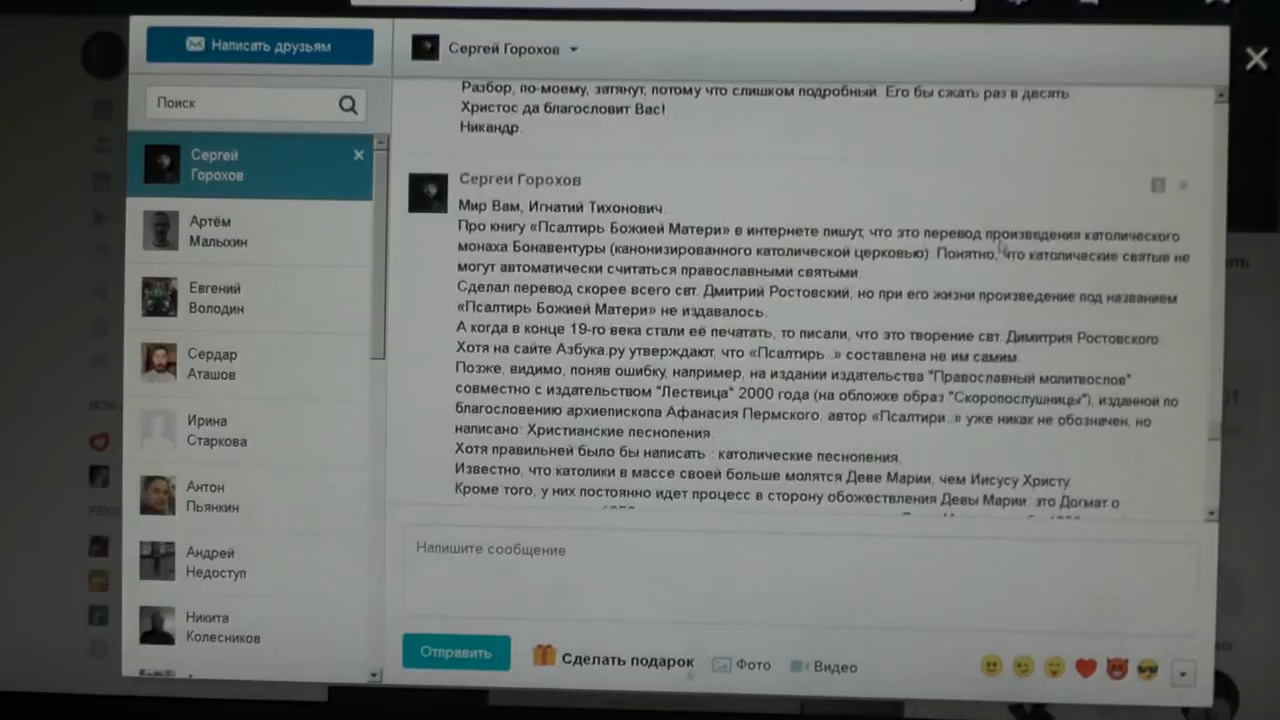 Написать друзьям
Поиск
Сергей
Горохов
Артём
Малыхин
Евгений
Володин
Сердар
Аташов
Ирина
Старкова
Антон
Пьянкин
Андрей
Недоступ
Никита
Колесников
Сергей Горохов
Разбор, по-моему, затянут, потому что слишком подробный. Его бы сжать раз в десять.
Христос да благословит Вас!
Никандр.
Сергей Горохов
Мир Вам, Игнатий Тихонович.
Про книгу «Псалтирь Божией Матери» в интернете пишут, что это перевод произведения католического
монаха Бонавентуры (канонизированного католической церковью). Понятно, что католические святые не
могут автоматически считаться православными святыми.
Сделал перевод скорее всего свт. Дмитрий Ростовский, но при его жизни произведение под названием
«Псалтирь Божией Матери» не издавалось.
А когда в конце 19-го века стали её печатать, то писали, что это творение свт. Димитрия Ростовского.
Хотя на сайте Азбука.ру утверждают, что «Псалтирь...» составлена не им самим.
Позже, видимо, поняв ошибку, например, на издании издательства "Православный молитвослов"
совместно с издательством "Лествица" 2000 года (на обложке образ "Скоропослушницы"), изданной по
благословению архиепископа Афанасия Пермского, автор «Псалтири...» уже никак не обозначен, но
написано: Христианские песнопения.
Хотя правильней было бы написать : католические песнопения.
Известно, что католики в массе своей больше молятся Деве Марии, чем Иисусу Христу.
Кроме того, у них постоянно идет процесс в сторону обожествления Девы Марии: это Догмат о
Напишите сообщение
Отправить
Сделать подарок
Фото
Видео